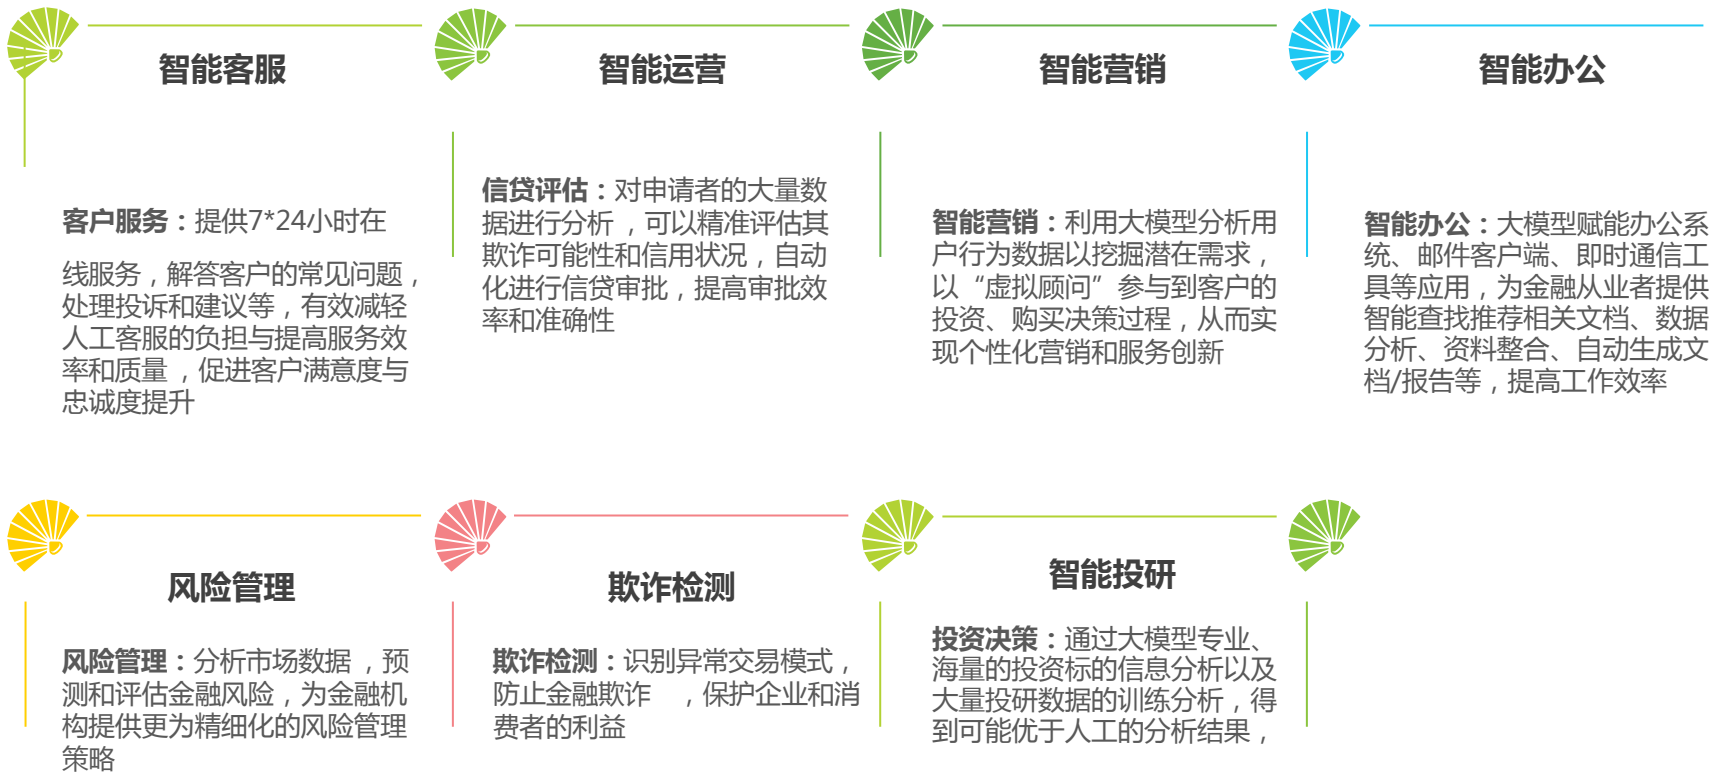 智能客服
客户服务：提供7*24小时在
线服务，解答客户的常见问题，
处理投诉和建议等，有效减轻
人工客服的负担与提高服务效
率和质量，促进客户满意度与
忠诚度提升
智能运营
信贷评估：对申请者的大量数
据进行分析，可以精准评估其
欺诈可能性和信用状况，自动
化进行信贷审批，提高审批效
率和准确性
智能营销
智能营销：利用大模型分析用
户行为数据以挖掘潜在需求，
以“虚拟顾问”参与到客户的
投资、购买决策过程，从而实
现个性化营销和服务创新
智能办公
智能办公：大模型赋能办公系
统、邮件客户端、即时通信工
具等应用，为金融从业者提供
智能查找推荐相关文档、数据
分析、资料整合、自动生成文
档/报告等，提高工作效率
风险管理
风险管理：分析市场数据，预
测和评估金融风险，为金融机
构提供更为精细化的风险管理
策略
欺诈检测
欺诈检测：识别异常交易模式，
防止金融欺诈，保护企业和消
费者的利益
智能投研
投资决策：通过大模型专业、
海量的投资标的信息分析以及
大量投研数据的训练分析，得
到可能优于人工的分析结果，